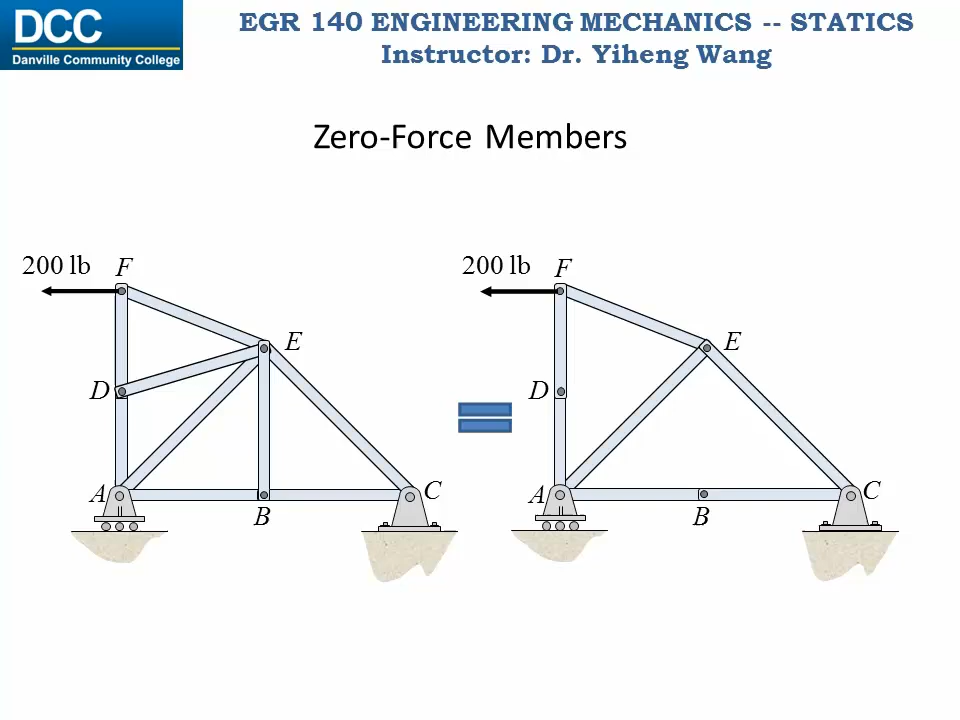 DCC
Danville Community College
EGR 140 ENGINEERING MECHANICS -- STATICS
Instructor: Dr. Yiheng Wang
Zero-Force Members
200 lb F
E
D
A
B
C
200 lb F
E
D
A
B
C